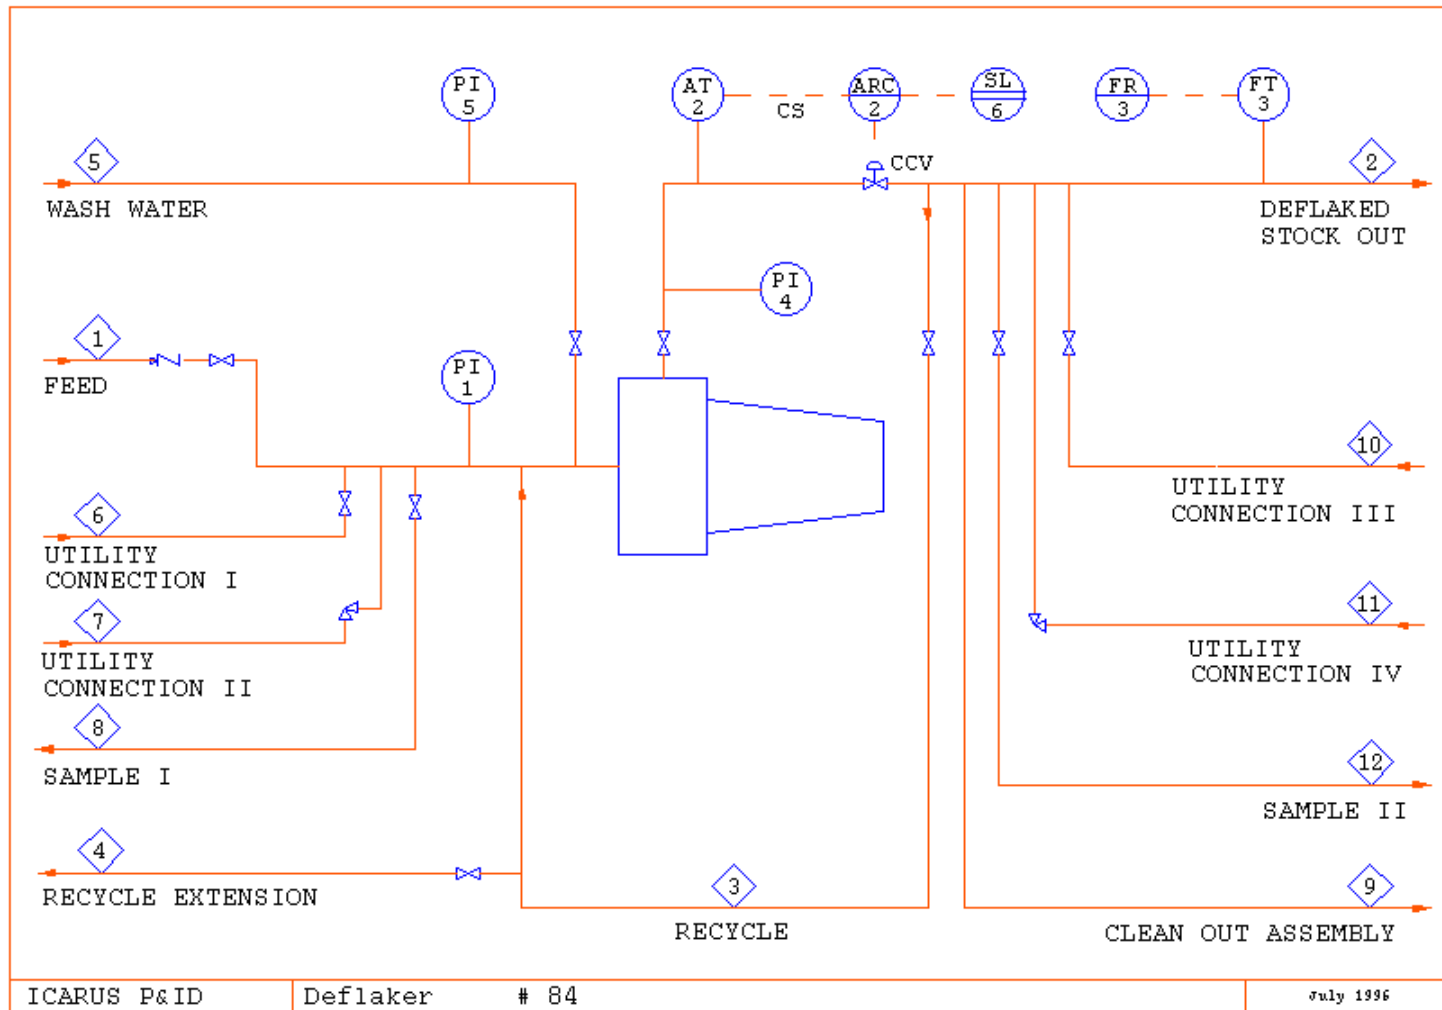 PI
5
AT
2
CS
ARC
2
SL
6
FR
3
FT
3
5
WASH WATER
CCV
2
DEFLAKED
STOCK OUT
PI
4
1
FEED
PI
1
10
UTILITY
CONNECTION III
6
UTILITY
CONNECTION I
7
UTILITY
CONNECTION II
11
UTILITY
CONNECTION IV
8
SAMPLE I
12
SAMPLE II
4
RECYCLE EXTENSION
3
RECYCLE
9
CLEAN OUT ASSEMBLY
ICARUS P&ID
Deflaker # 84
July 1996